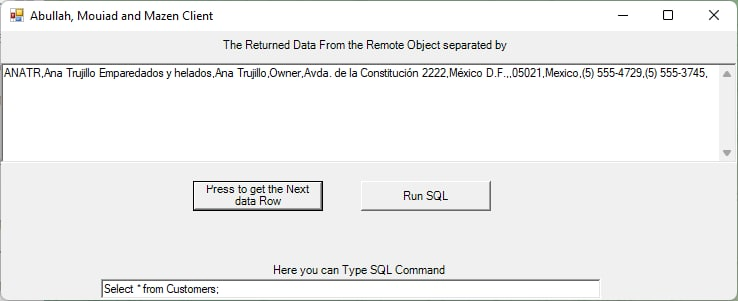 Abullah, Mouiad and Mazen Client
The Returned Data From the Remote Object separated by
ANATR,Ana Trujillo Emparedados y helados,Ana Trujillo,Owner,Avda. de la Constitución 2222,México D.F.,,05021,Mexico,(5) 555-4729,(5) 555-3745,
Press to get the Next
data Row
Run SQL
Here you can Type SQL Command
Select * from Customers;